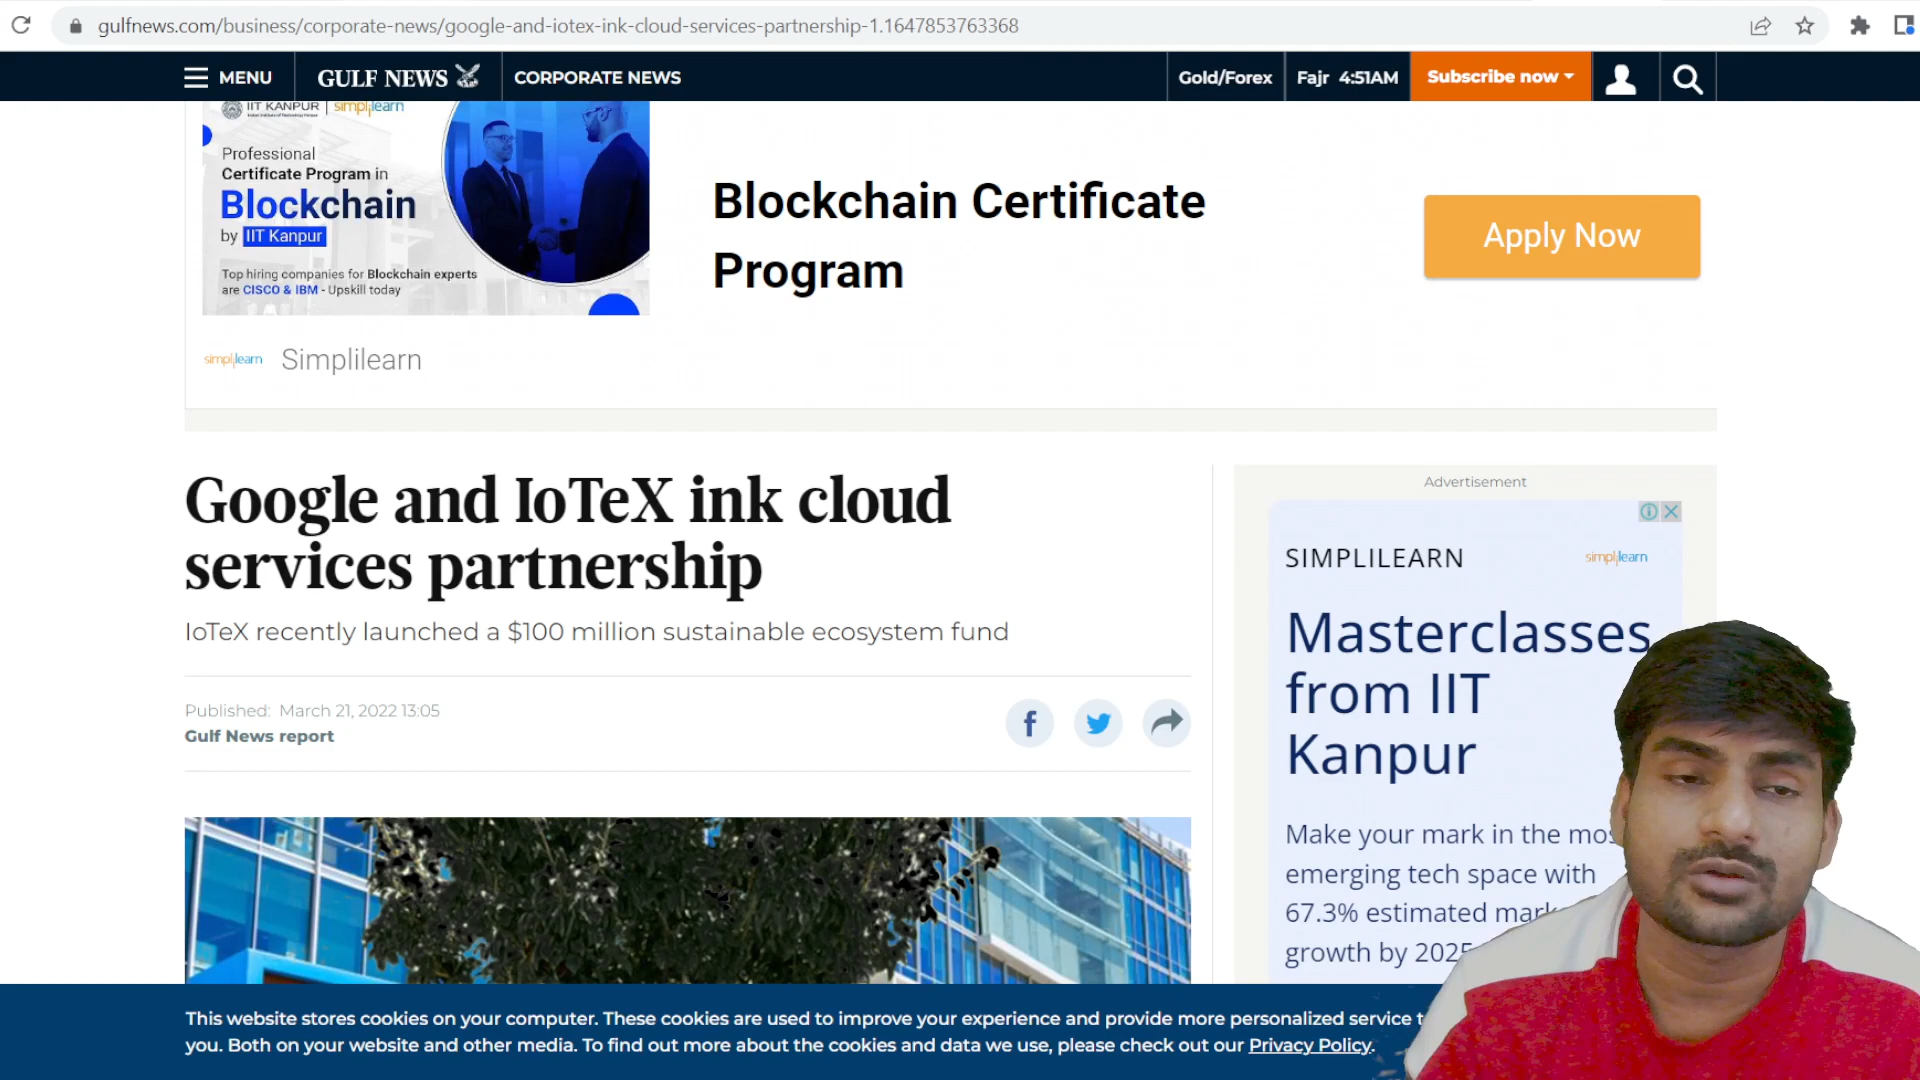 gulfnews.com/business/corporate-news/google-and-iotex-ink-cloud-services-partnership-1.1647853763368
MENU
GULF NEWS
CORPORATE NEWS
Gold/Forex
Fajr 4:51AM
Subscribe now
IIT KANPUR
simplilearn
Professional
Certificate Program in
Blockchain
by IIT Kanpur
Top hiring companies for Blockchain experts
are CISCO & IBM - Upskill today
Blockchain Certificate
Program
Apply Now
simplilearn
Simplilearn
Google and IoTeX ink cloud
services partnership
IoTeX recently launched a $100 million sustainable ecosystem fund
Published: March 21, 2022 13:05
Gulf News report
Advertisement
SIMPLILEARN
simplilearn
Masterclasses
from IIT
Kanpur
Make your mark in the
emerging tech space with
67.3% estimated
growth by
This website stores cookies on your computer. These cookies are used to improve your experience and provide more personalized service
you. Both on your website and other media. To find out more about the cookies and data we use, please check out our Privacy Policy.